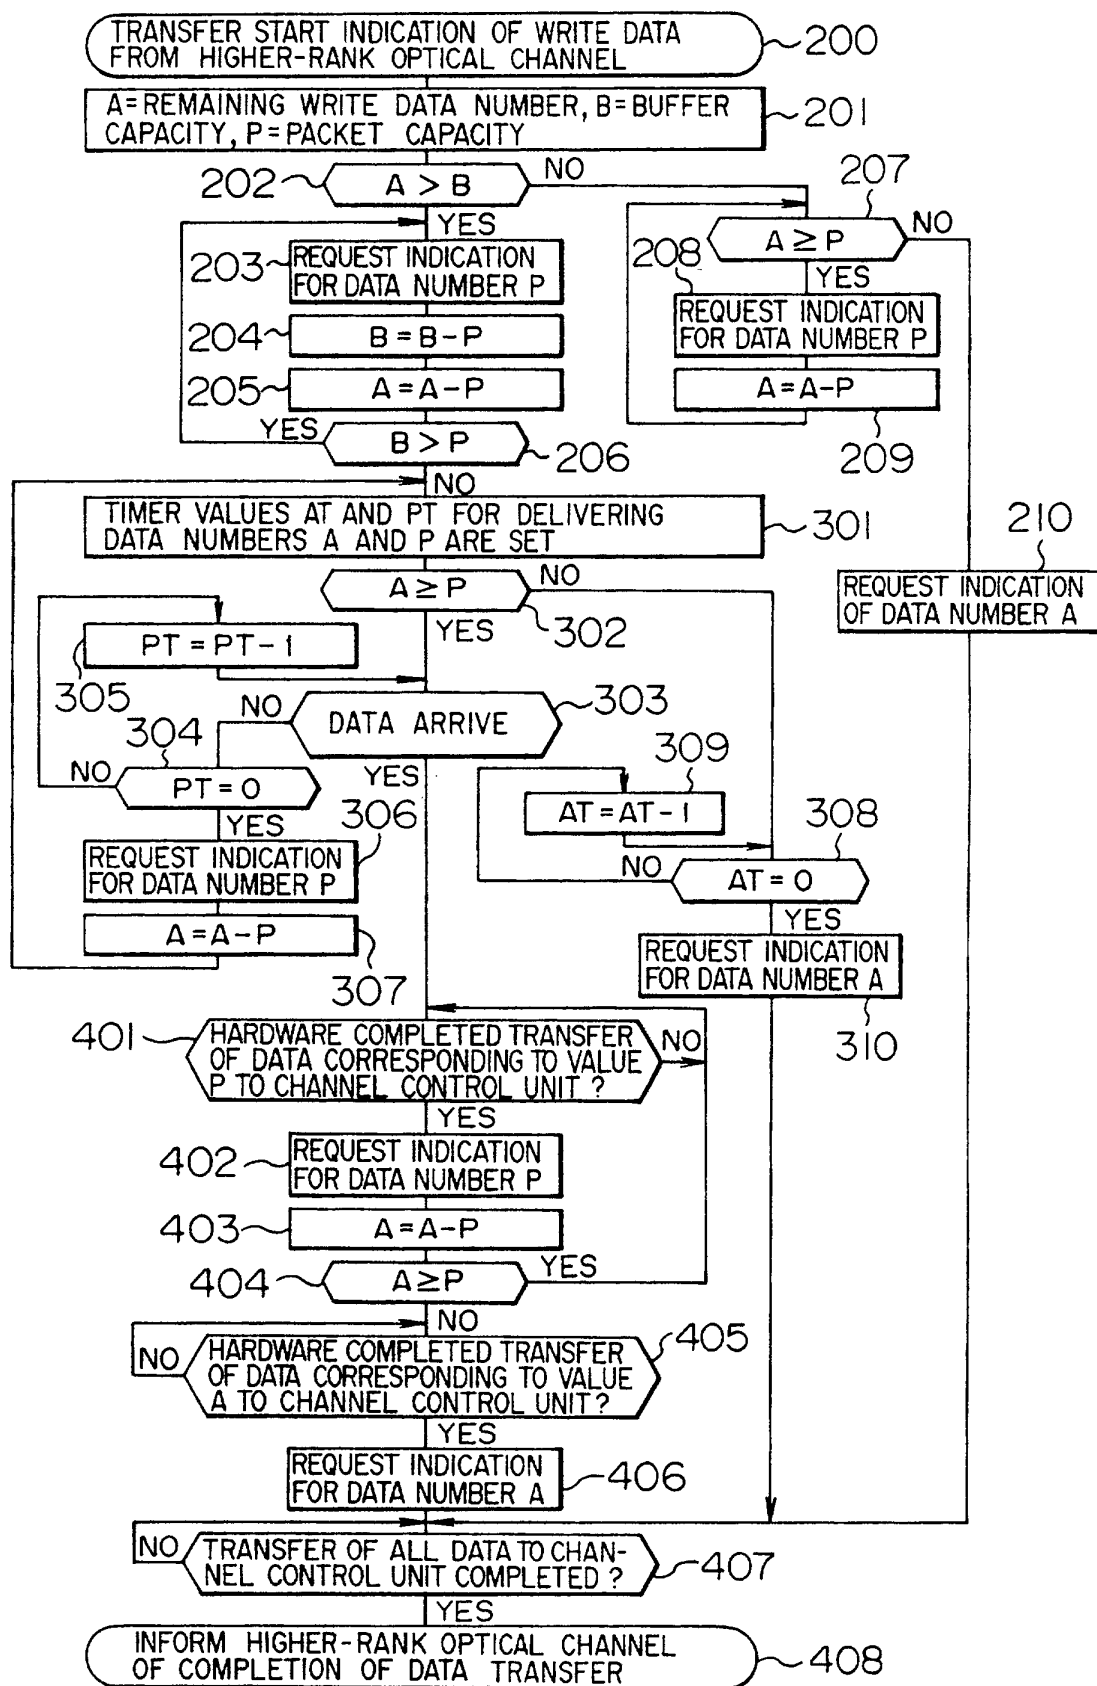 TRANSFER START INDICATION OF WRITE DATA
FROM HIGHER-RANK OPTICAL CHANNEL
200
A=REMAINING WRITE DATA NUMBER, B=BUFFER
CAPACITY, P=PACKET CAPACITY
201
202
A > B
NO
YES
207
A ≥ P
NO
YES
203
REQUEST INDICATION
FOR DATA NUMBER P
208
REQUEST INDICATION
FOR DATA NUMBER P
204
B = B-P
205
A = A-P
A = A-P
209
YES
B > P
206
NO
TIMER VALUES AT AND PT FOR DELIVERING
DATA NUMBERS A AND P ARE SET
301
210
REQUEST INDICATION
OF DATA NUMBER A
A ≥ P
NO
302
YES
PT = PT-1
305
NO
DATA ARRIVE
303
YES
304
NO
PT = 0
YES
309
AT = AT-1
308
NO
AT = 0
YES
306
REQUEST INDICATION
FOR DATA NUMBER P
A = A-P
307
REQUEST INDICATION
FOR DATA NUMBER A
310
401
HARDWARE COMPLETED TRANSFER
OF DATA CORRESPONDING TO VALUE
P TO CHANNEL CONTROL UNIT ?
NO
YES
402
REQUEST INDICATION
FOR DATA NUMBER P
403
A = A-P
404
A ≥ P
YES
NO
NO
HARDWARE COMPLETED TRANSFER
OF DATA CORRESPONDING TO VALUE
A TO CHANNEL CONTROL UNIT ?
405
YES
REQUEST INDICATION
FOR DATA NUMBER A
406
NO
TRANSFER OF ALL DATA TO CHAN-
NEL CONTROL UNIT COMPLETED ?
407
YES
INFORM HIGHER-RANK OPTICAL CHANNEL
OF COMPLETION OF DATA TRANSFER
408